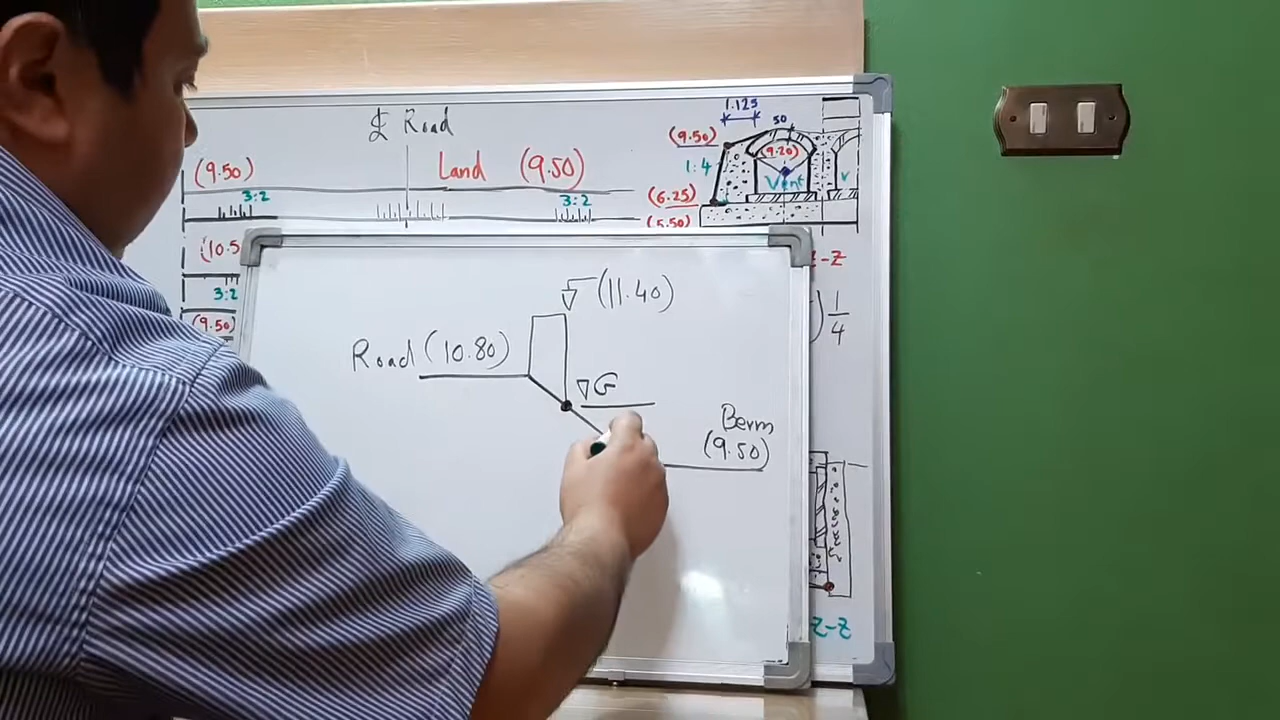 ℄ Road
(9.50)
Land (9.50)
3:2
3:2
(10.5
3:2
(9.50)
1.125
50
(9.50)
(9.20)
1:4
Vent
v
(6.25)
(5.50)
z-z
) 1/4
z-z
(11.40)
Road (10.80)
G
Berm
(9.50)